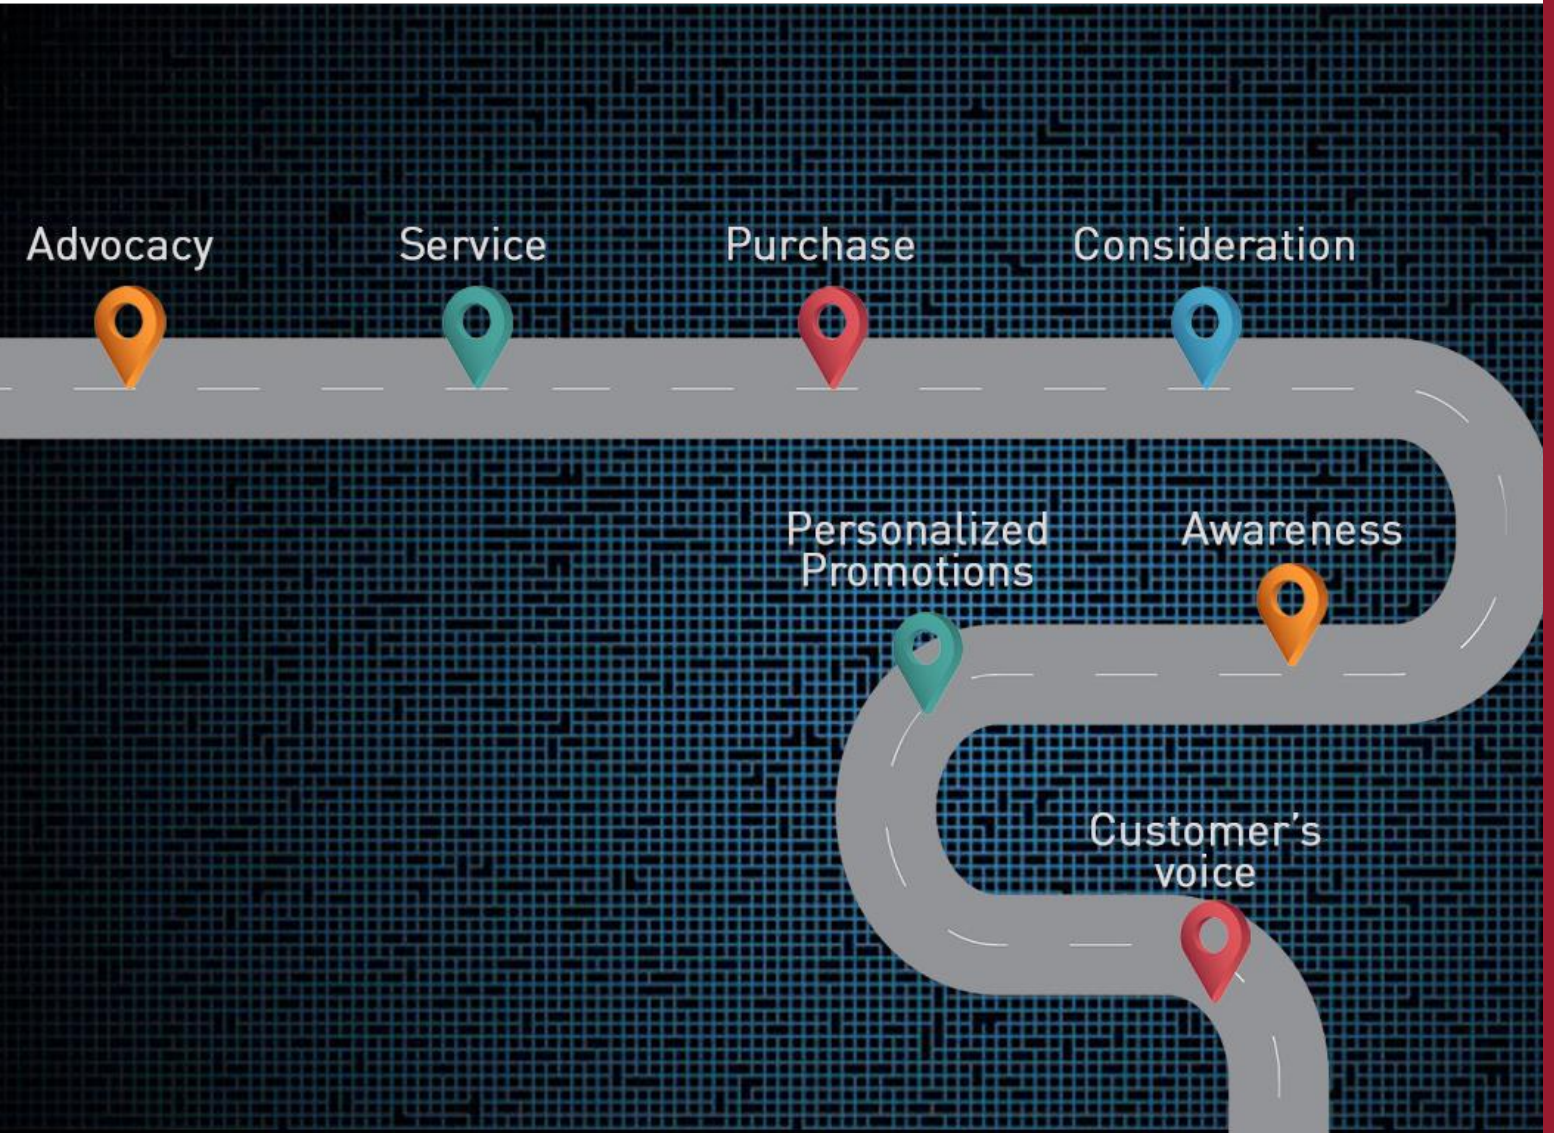 Advocacy
Service
Purchase
Consideration
Personalized
Promotions
Awareness
Customer’s
voice